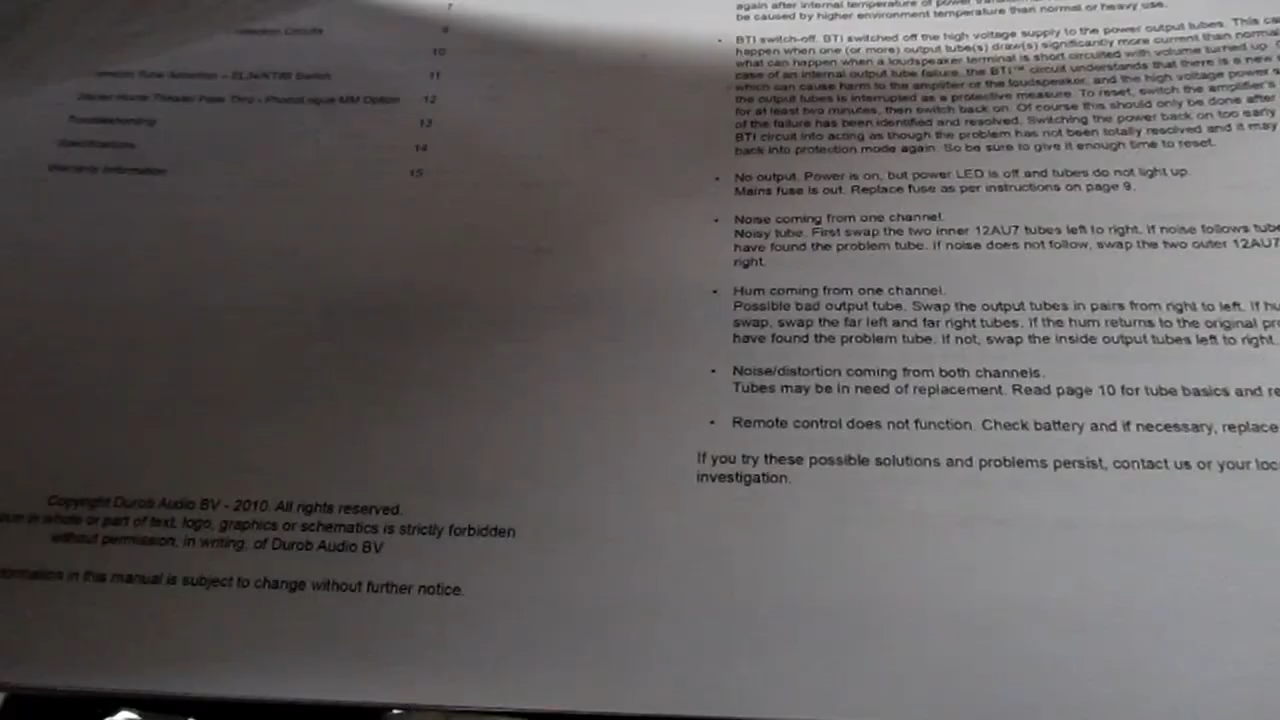 7
8
10
11
Home Theater Pass Thru - PhonoLogue MM Option 12
Troubleshooting 13
Specifications 14
Warranty Information 15
Copyright Durob Audio BV - 2010. All rights reserved.
in whole or part of text, logo, graphics or schematics is strictly forbidden
without permission, in writing, of Durob Audio BV
in this manual is subject to change without further notice.
again after internal temperature of power
be caused by higher environment temperature than normal or heavy use.
• BTI switch-off. BTI switched off the high voltage supply to the power output tubes. This
happen when one (or more) output tube(s) draw(s) significantly more current than
what can happen when a loudspeaker terminal is short circuited with volume turned up.
case of an internal output tube failure, the BTI™ circuit understands that there is a
which can cause harm to the amplifier or the loudspeaker, and the high voltage power
the output tubes is interrupted as a protective measure. To reset, switch the amplifier's
for at least two minutes, then switch back on. Of course this should only be done after
of the failure has been identified and resolved. Switching the power back on too early
BTI circuit into acting as though the problem has not been totally resolved and it may
back into protection mode again. So be sure to give it enough time to reset.
• No output. Power is on, but power LED is off and tubes do not light up.
Mains fuse is out. Replace fuse as per instructions on page 9.
• Noise coming from one channel.
Noisy tube. First swap the two inner 12AU7 tubes left to right. If noise follows
have found the problem tube. If noise does not follow, swap the two outer 12AU7
right.
• Hum coming from one channel.
Possible bad output tube. Swap the output tubes in pairs from right to left. If
swap, swap the far left and far right tubes. If the hum returns to the original
have found the problem tube. If not, swap the inside output tubes left to right.
• Noise/distortion coming from both channels.
Tubes may be in need of replacement. Read page 10 for tube basics and
• Remote control does not function. Check battery and if necessary, replace
If you try these possible solutions and problems persist, contact us or your
investigation.